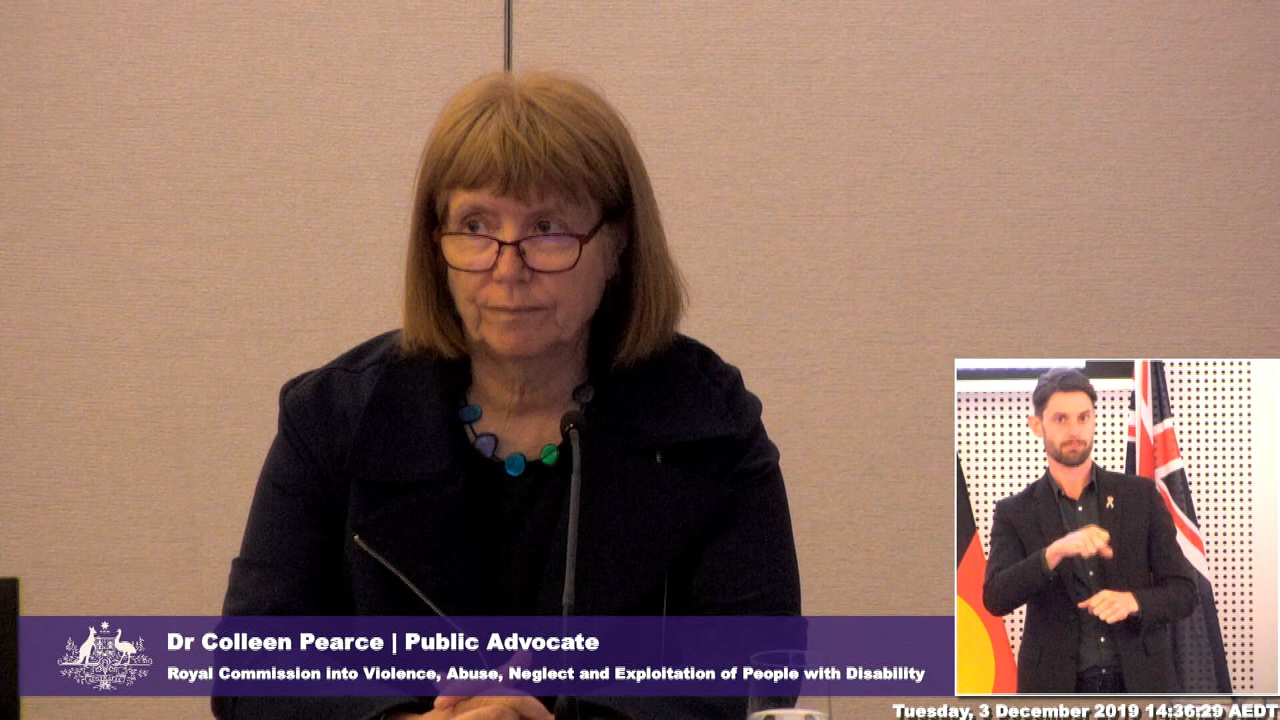 Dr Colleen Pearce | Public Advocate
Royal Commission into Violence, Abuse, Neglect and Exploitation of People with Disability
Tuesday, 3 December 2019 14:36:29 AEDT